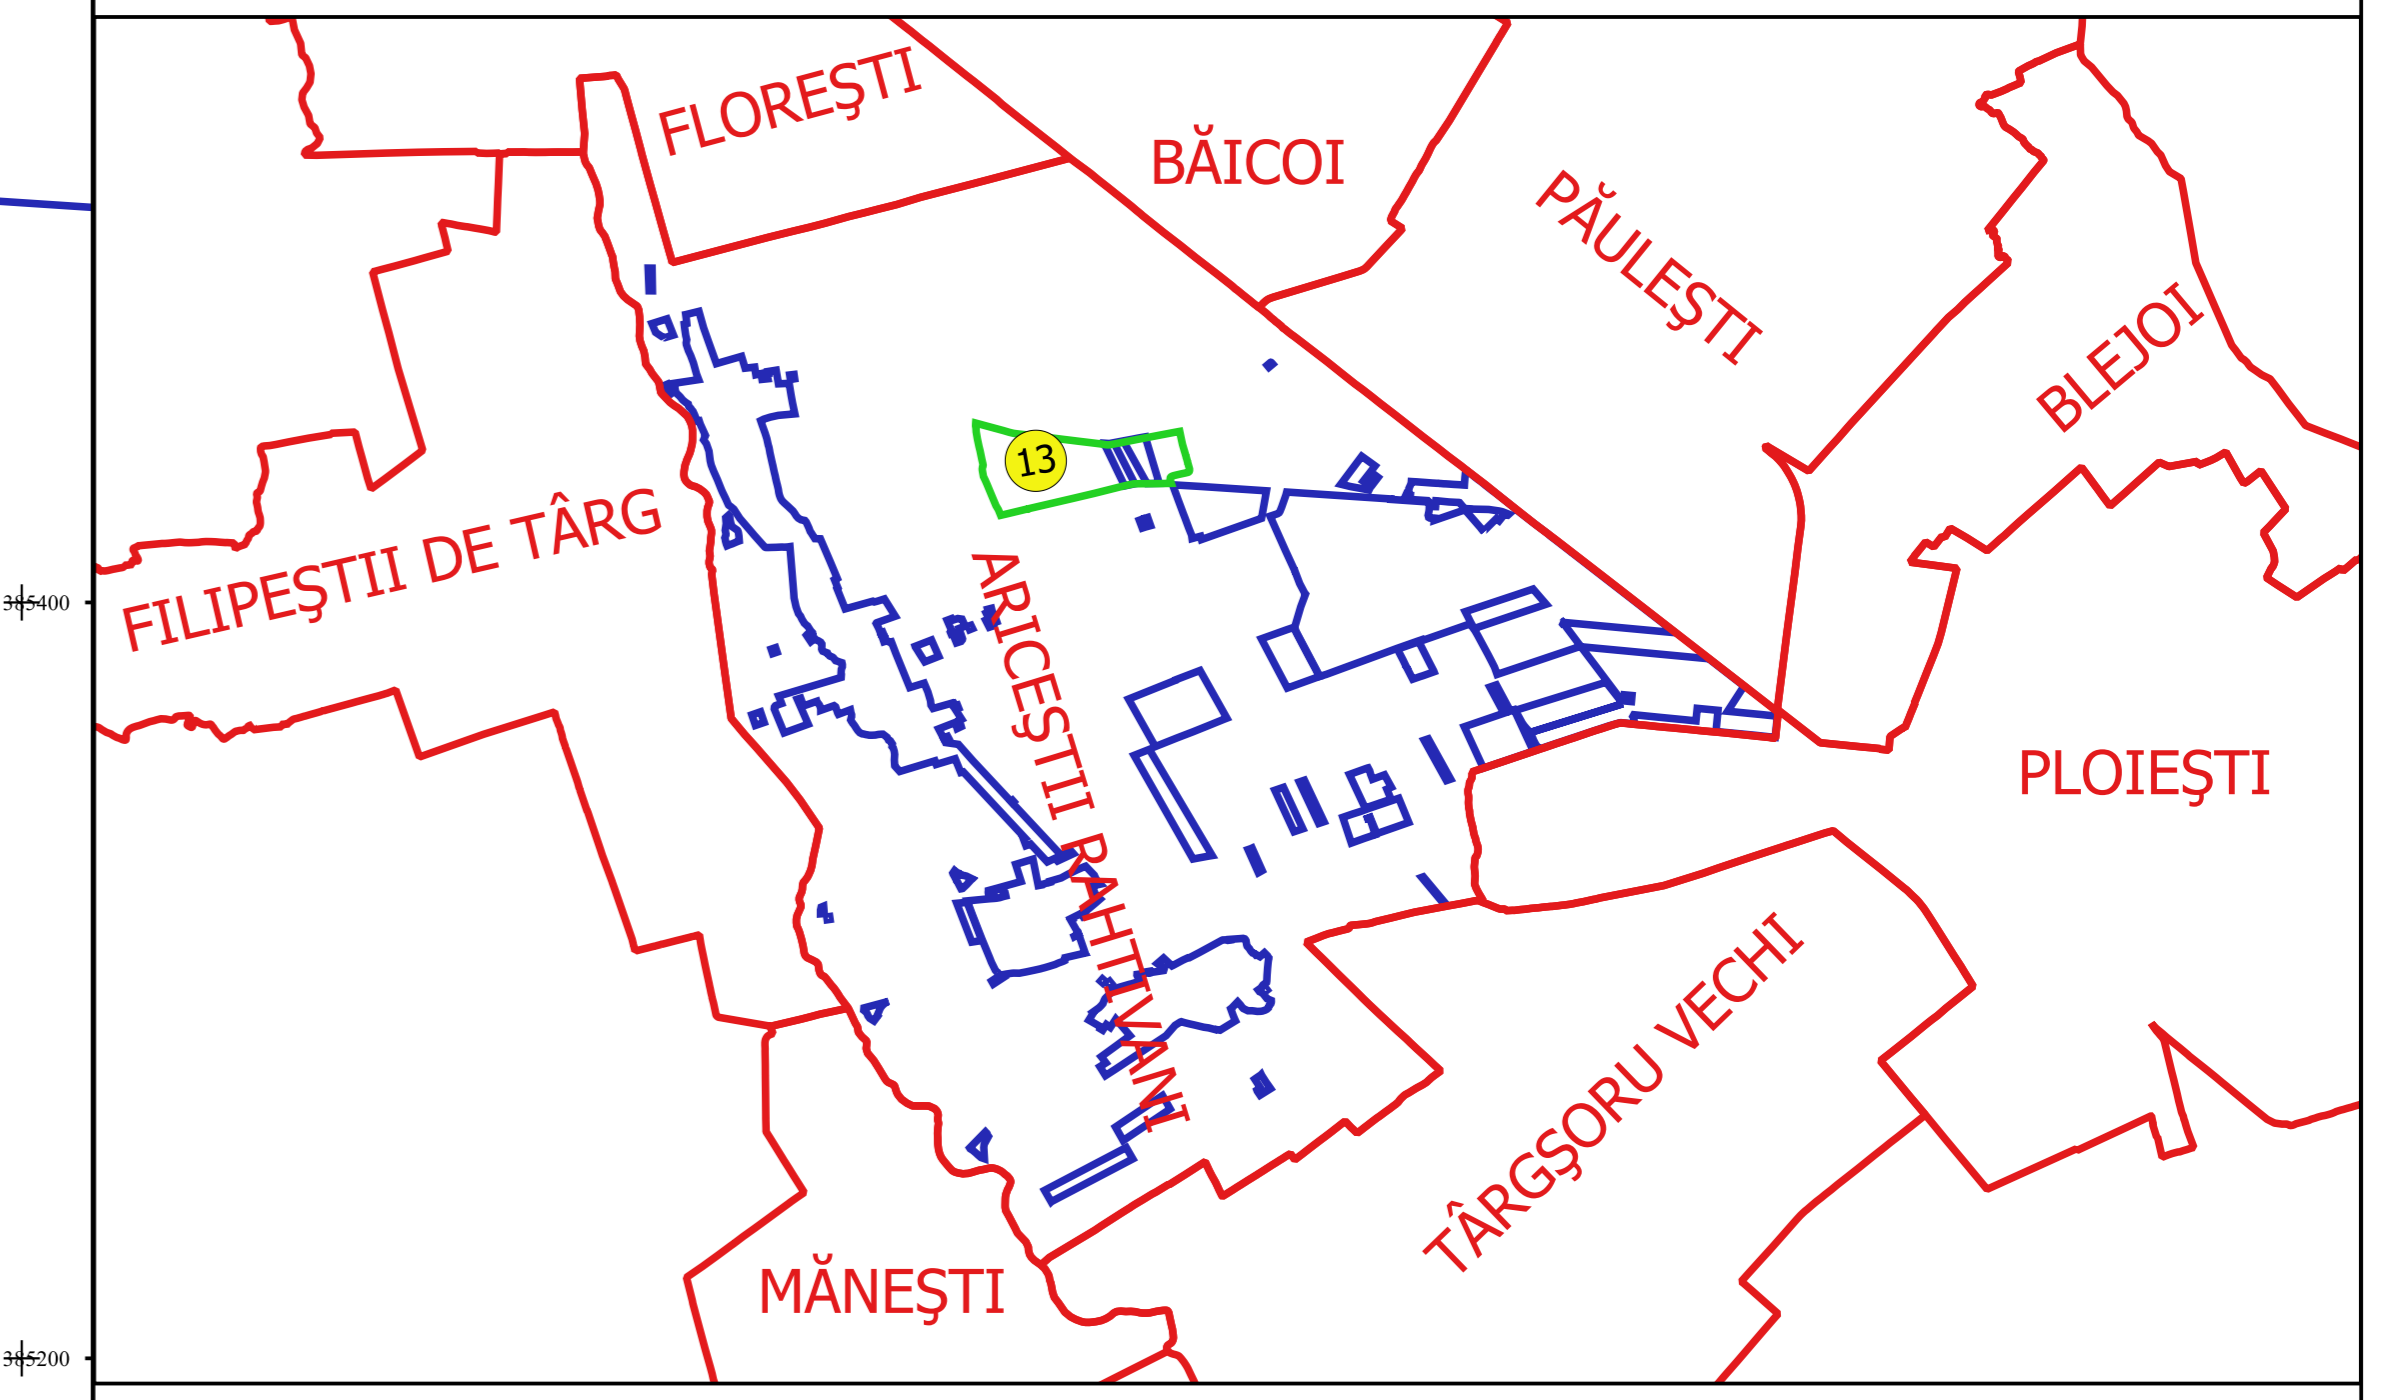 FLOREŞTI
BĂICOI
PĂULEŞTI
BLEJOI
13
FILIPEŞTII DE TÂRG
385400
ARICEŞTII RAHTIVANI
PLOIEŞTI
TÂRGŞORU VECHI
MĂNEŞTI
385200